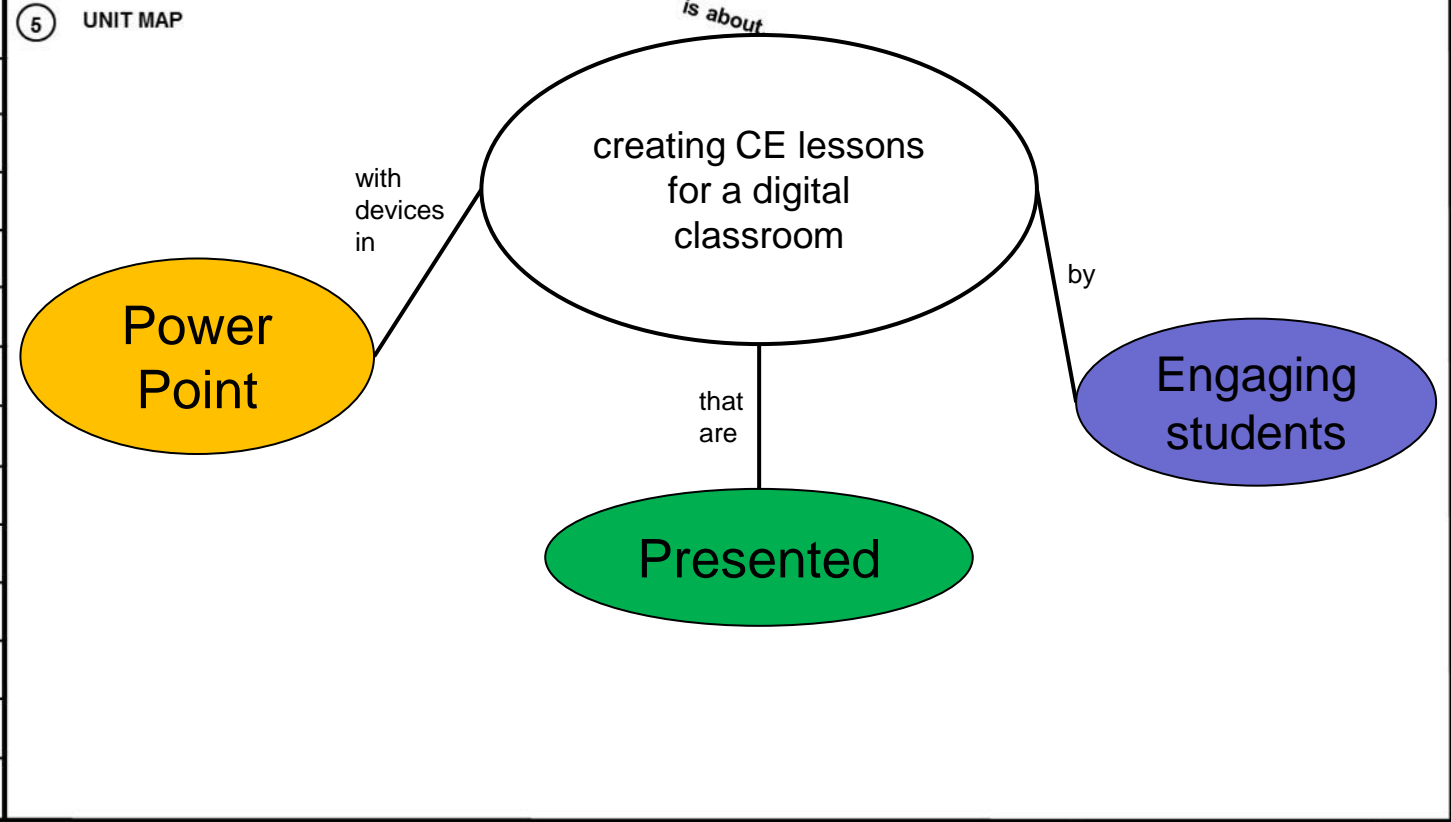 5 UNIT MAP
is about
creating CE lessons
for a digital
classroom
with
devices
in
Power
Point
by
Engaging
students
that
are
Presented